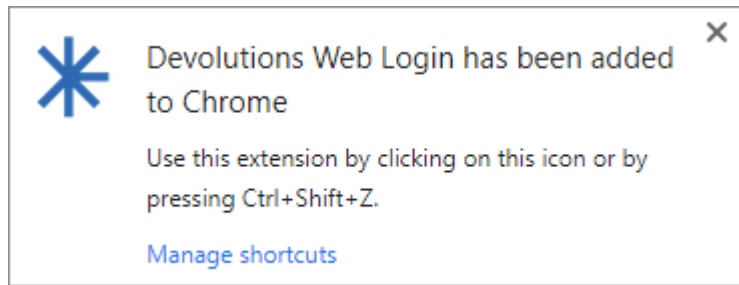 Devolutions Web Login has been added
to Chrome
Use this extension by clicking on this icon or by
pressing Ctrl+Shift+Z.
Manage shortcuts